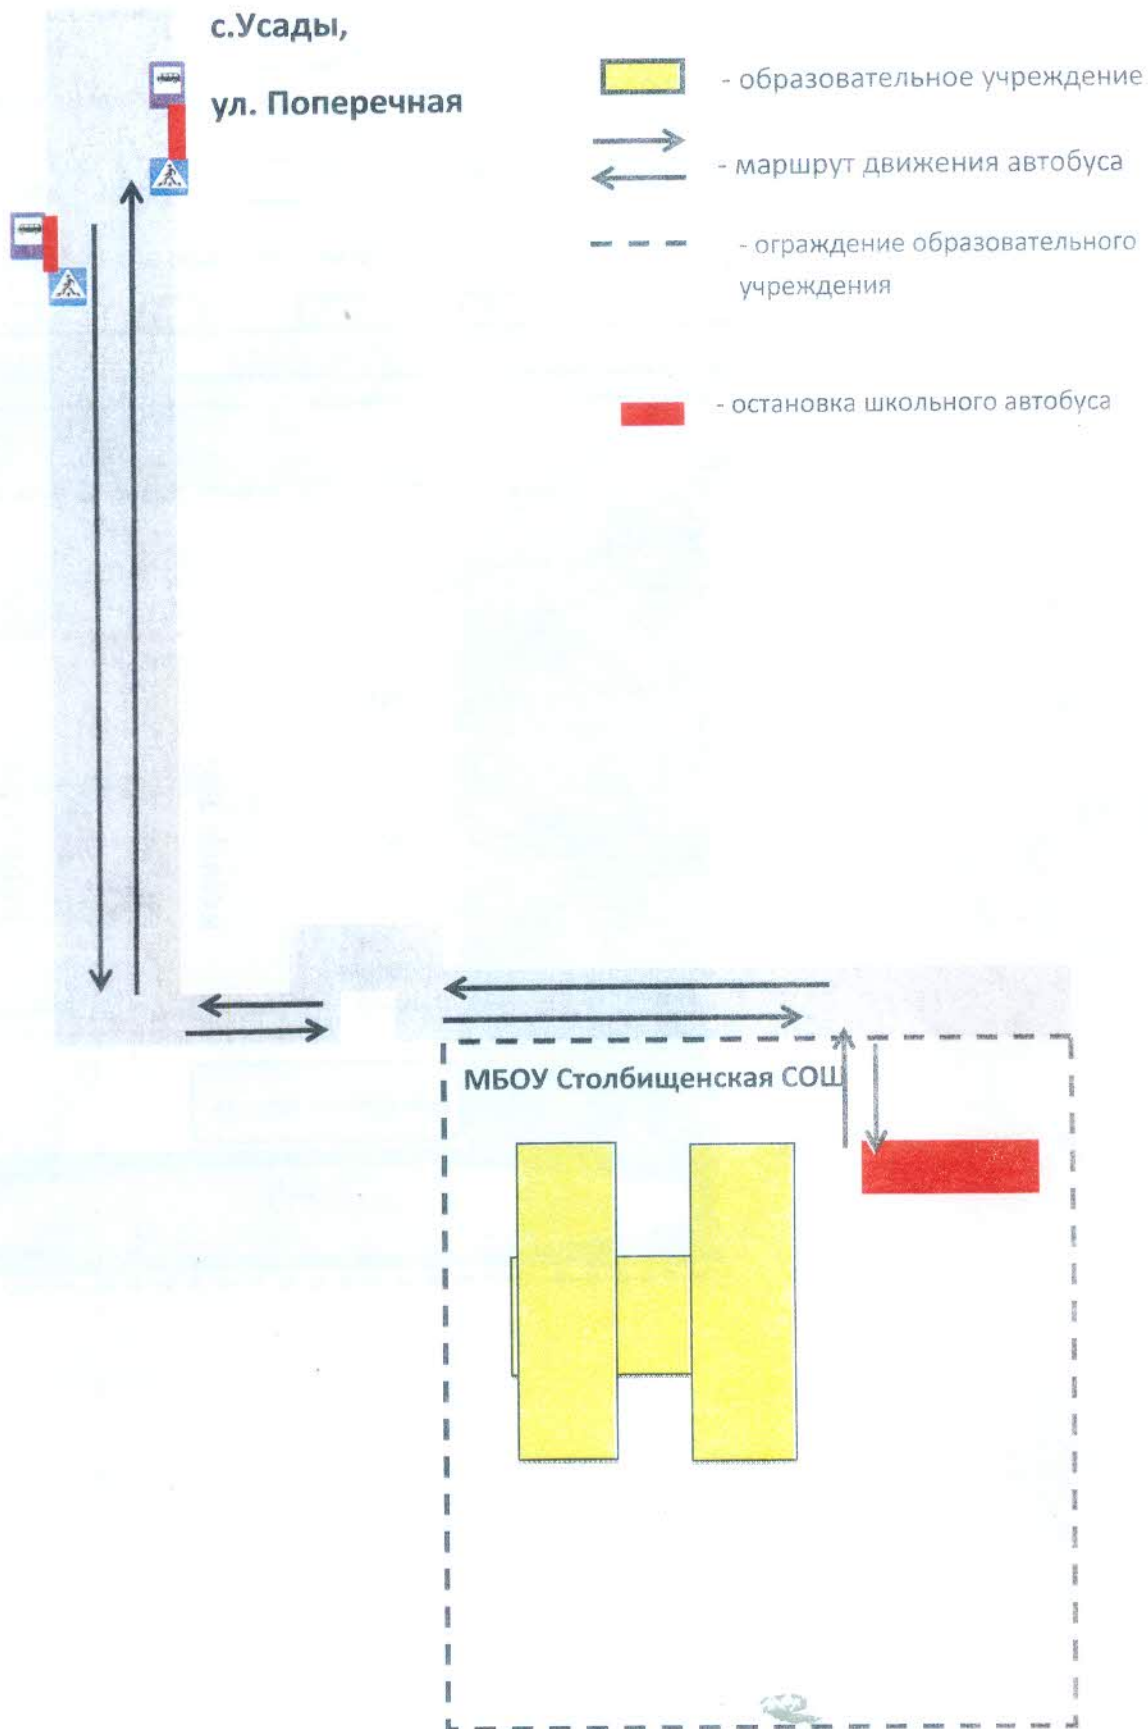 с.Усады,
ул. Поперечная
- образовательное учреждение
- маршрут движения автобуса
- ограждение образовательного
учреждения
- остановка школьного автобуса
МБОУ Столбищенская СОШ